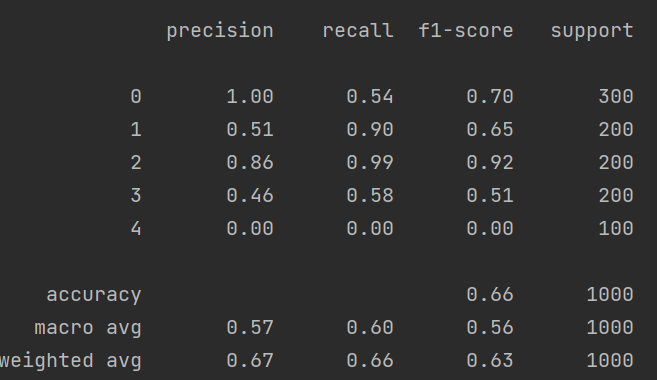 precision recall f1-score support
0 1.00 0.54 0.70 300
1 0.51 0.90 0.65 200
2 0.86 0.99 0.92 200
3 0.46 0.58 0.51 200
4 0.00 0.00 0.00 100
accuracy 0.66 1000
macro avg 0.57 0.60 0.56 1000
weighted avg 0.67 0.66 0.63 1000